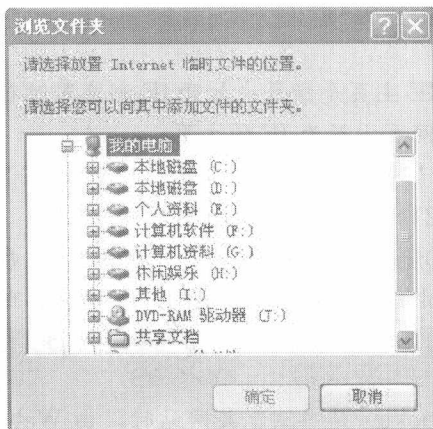 浏览文件夹
请选择放置 Internet 临时文件的位置。
请选择您可以向其中添加文件的文件夹。
我的电脑
本地磁盘 (C:)
本地磁盘 (D:)
个人资料 (E:)
计算机软件 (F:)
计算机资料 (G:)
休闲娱乐 (H:)
其他 (I:)
DVD-RAM 驱动器 (J:)
共享文档
确定 取消